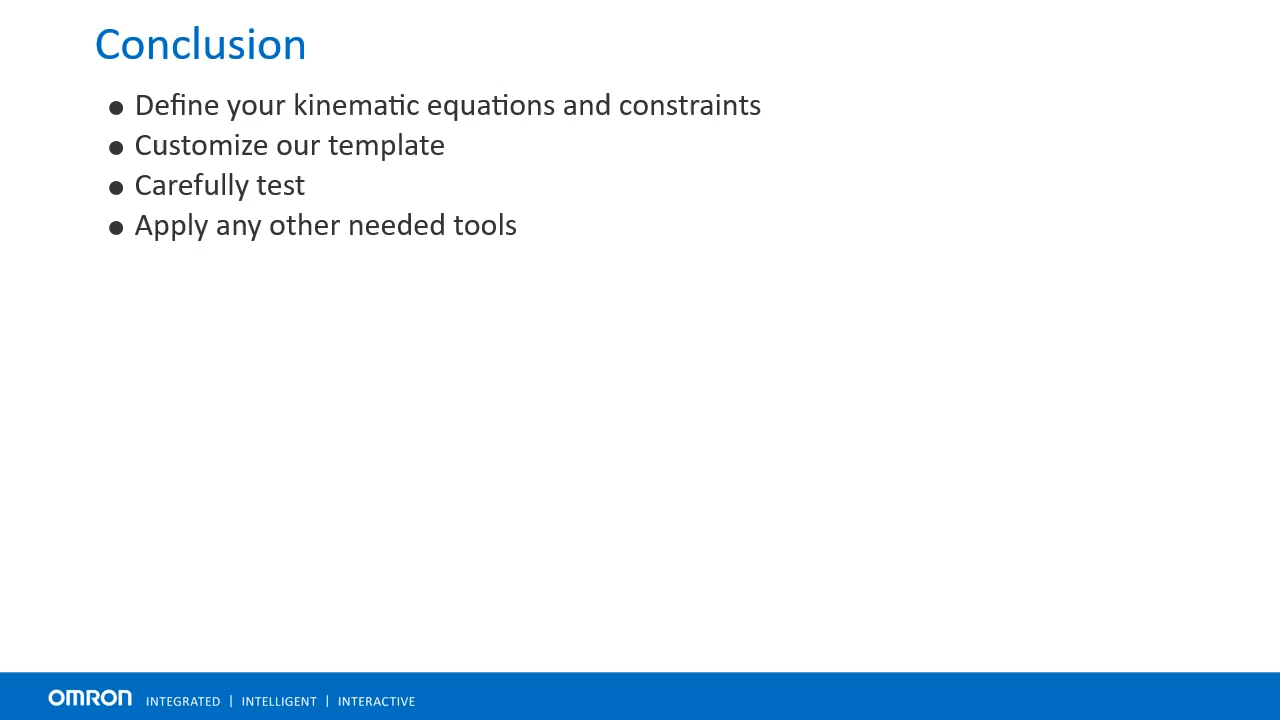 Conclusion
● Define your kinematic equations and constraints
● Customize our template
● Carefully test
● Apply any other needed tools
OMRON INTEGRATED | INTELLIGENT | INTERACTIVE